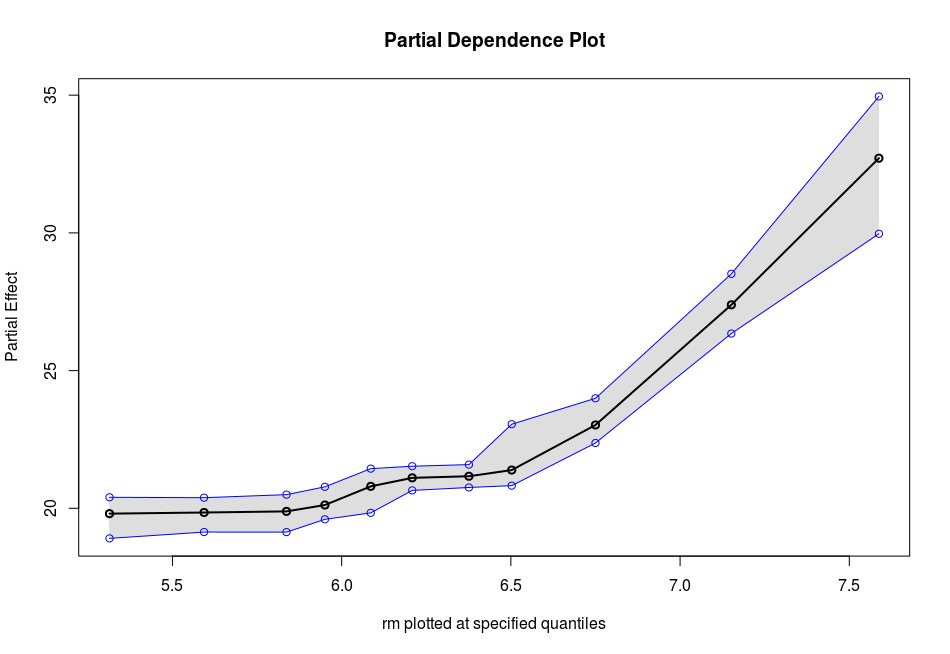 Partial Dependence Plot
Partial Effect
35
30
25
20
5.5 6.0 6.5 7.0 7.5
rm plotted at specified quantiles